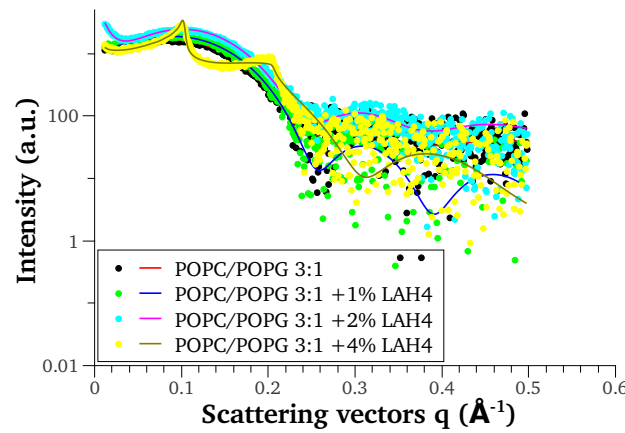 Intensity (a.u.)
100
1
0.01
POPC/POPG 3:1
POPC/POPG 3:1 +1% LAH4
POPC/POPG 3:1 +2% LAH4
POPC/POPG 3:1 +4% LAH4
0 0.1 0.2 0.3 0.4 0.5 0.6
Scattering vectors q (Å-1)